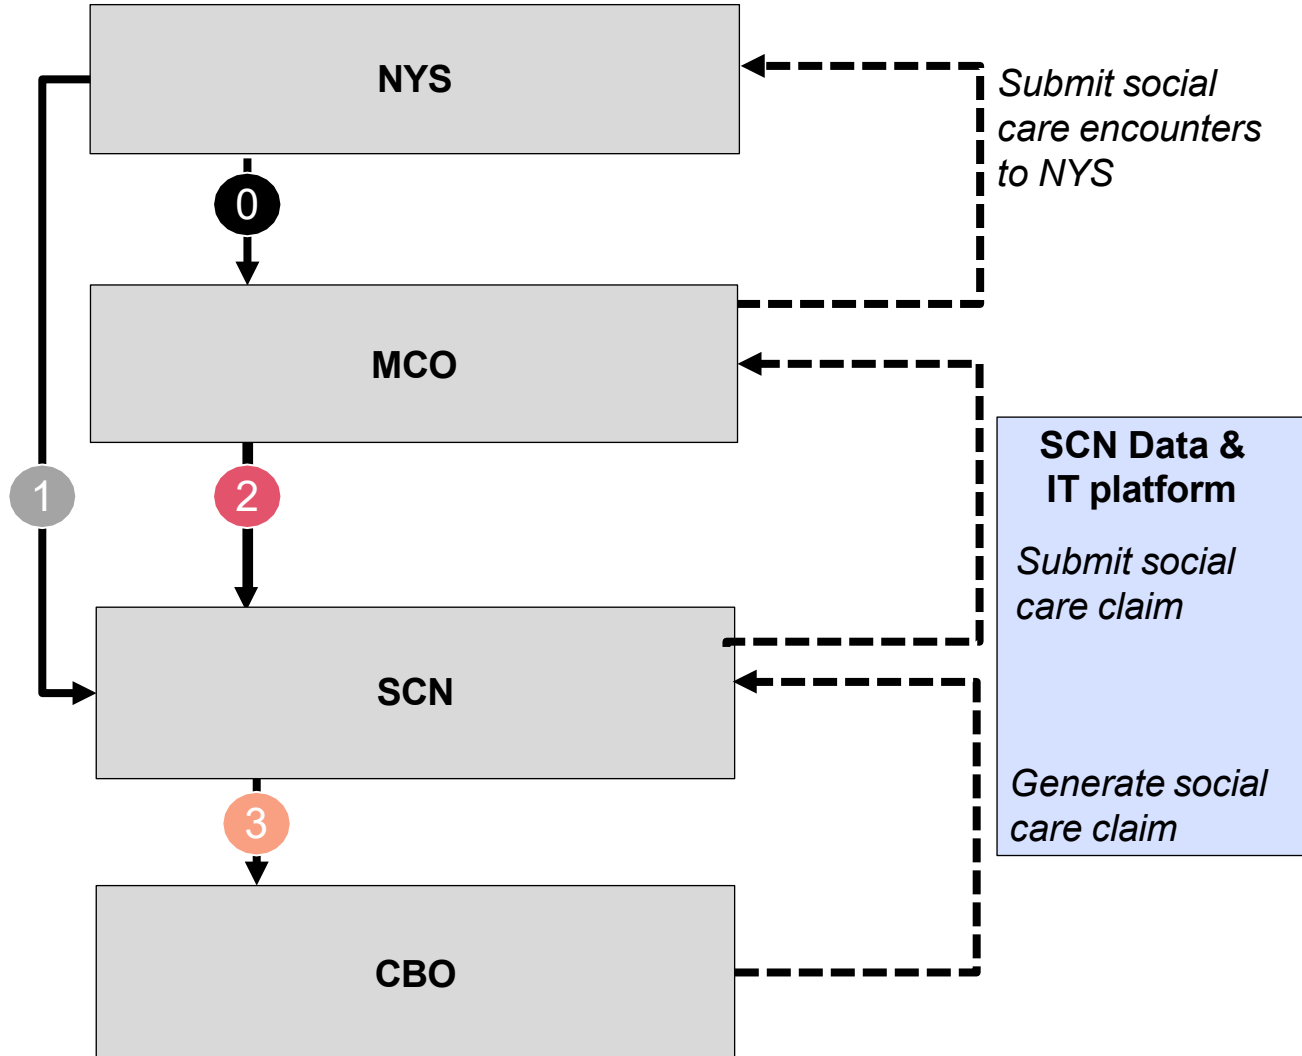 NYS
Submit social
care encounters
to NYS
0
MCO
SCN Data &
IT platform
1
2
Submit social
care claim
SCN
Generate social
care claim
3
CBO